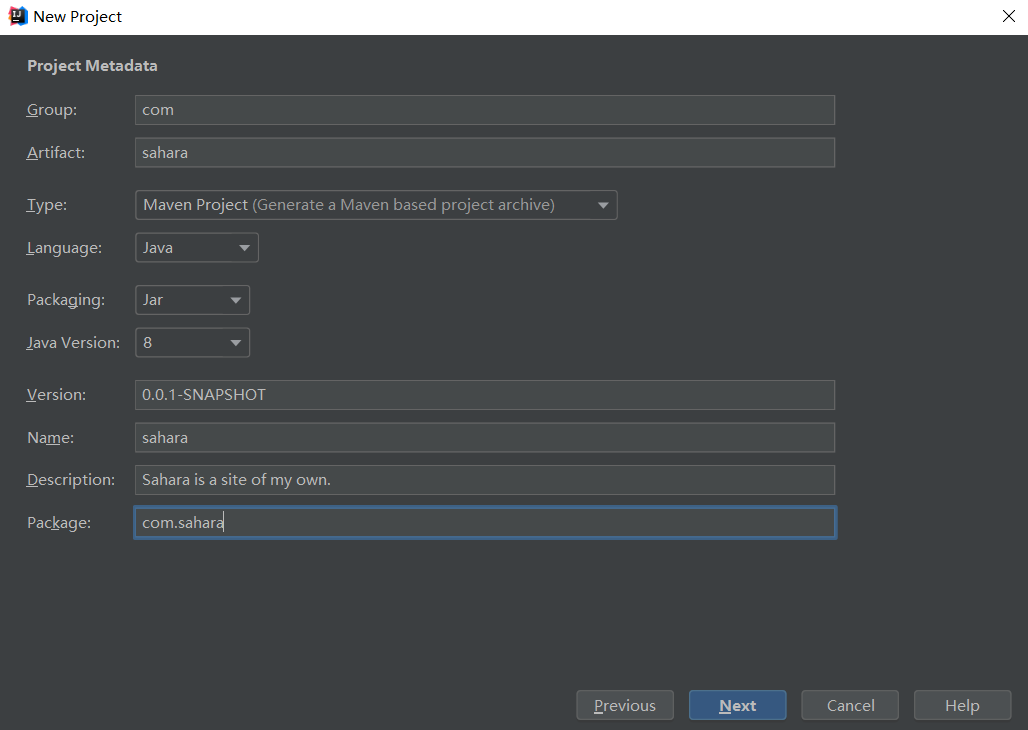 New Project
Project Metadata
Group: com
Artifact: sahara
Type: Maven Project (Generate a Maven based project archive)
Language: Java
Packaging: Jar
Java Version: 8
Version: 0.0.1-SNAPSHOT
Name: sahara
Description: Sahara is a site of my own.
Package: com.sahara
Previous Next Cancel Help